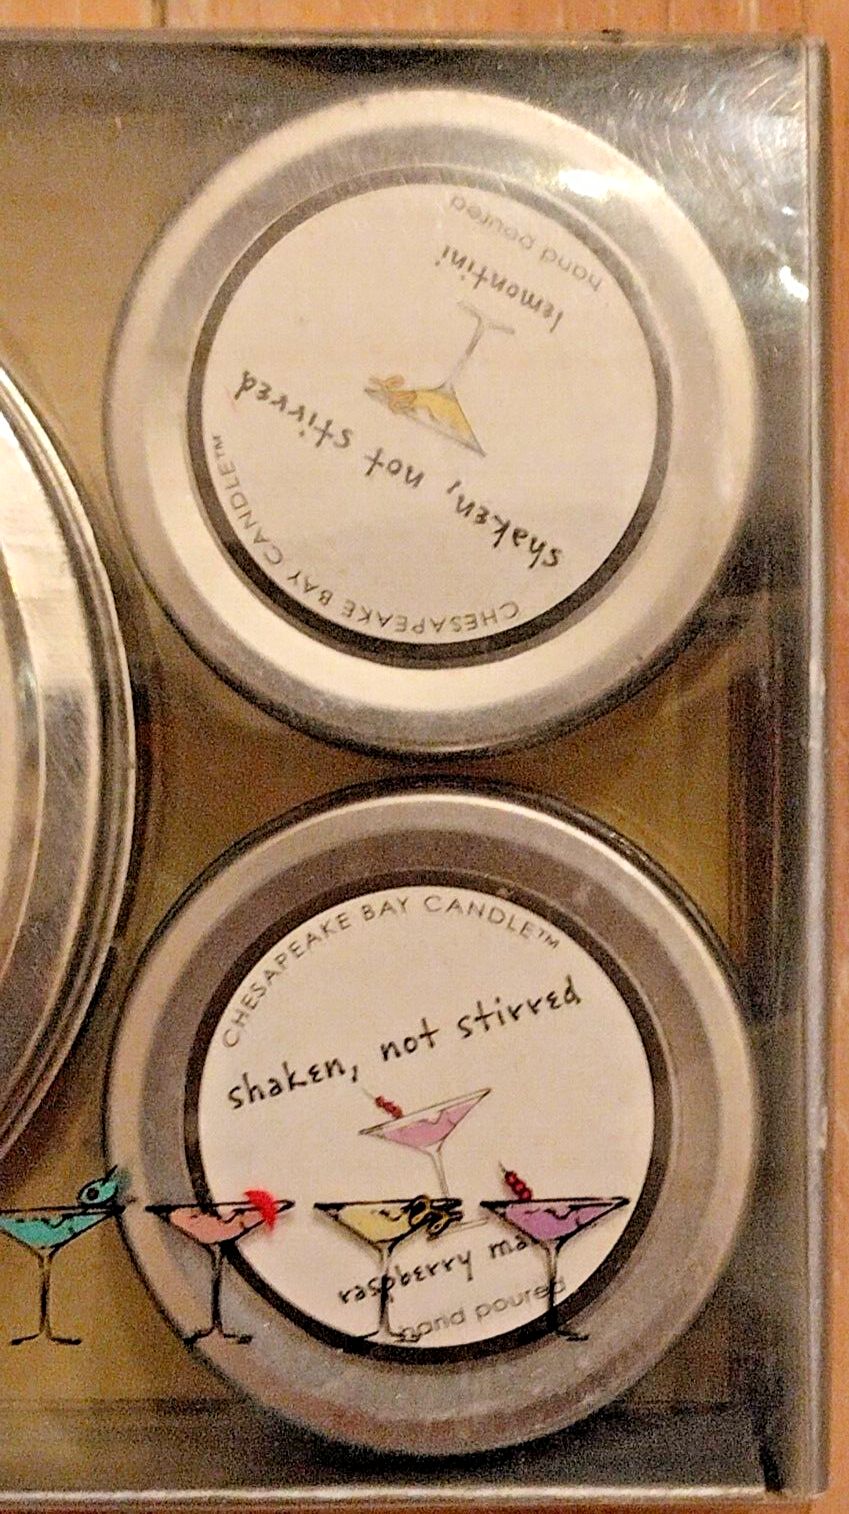 CHESAPEAKE BAY CANDLE™
shaken, not stirred
lemontini
hand poured
CHESAPEAKE BAY CANDLE™
shaken, not stirred
raspberry
hand poured